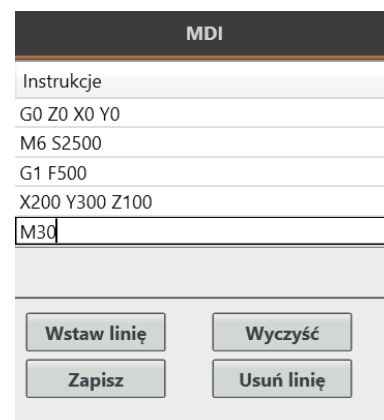 MDI
Instrukcje
G0 Z0 X0 Y0
M6 S2500
G1 F500
X200 Y300 Z100
M30
Wstaw linię
Wyczyść
Zapisz
Usuń linię